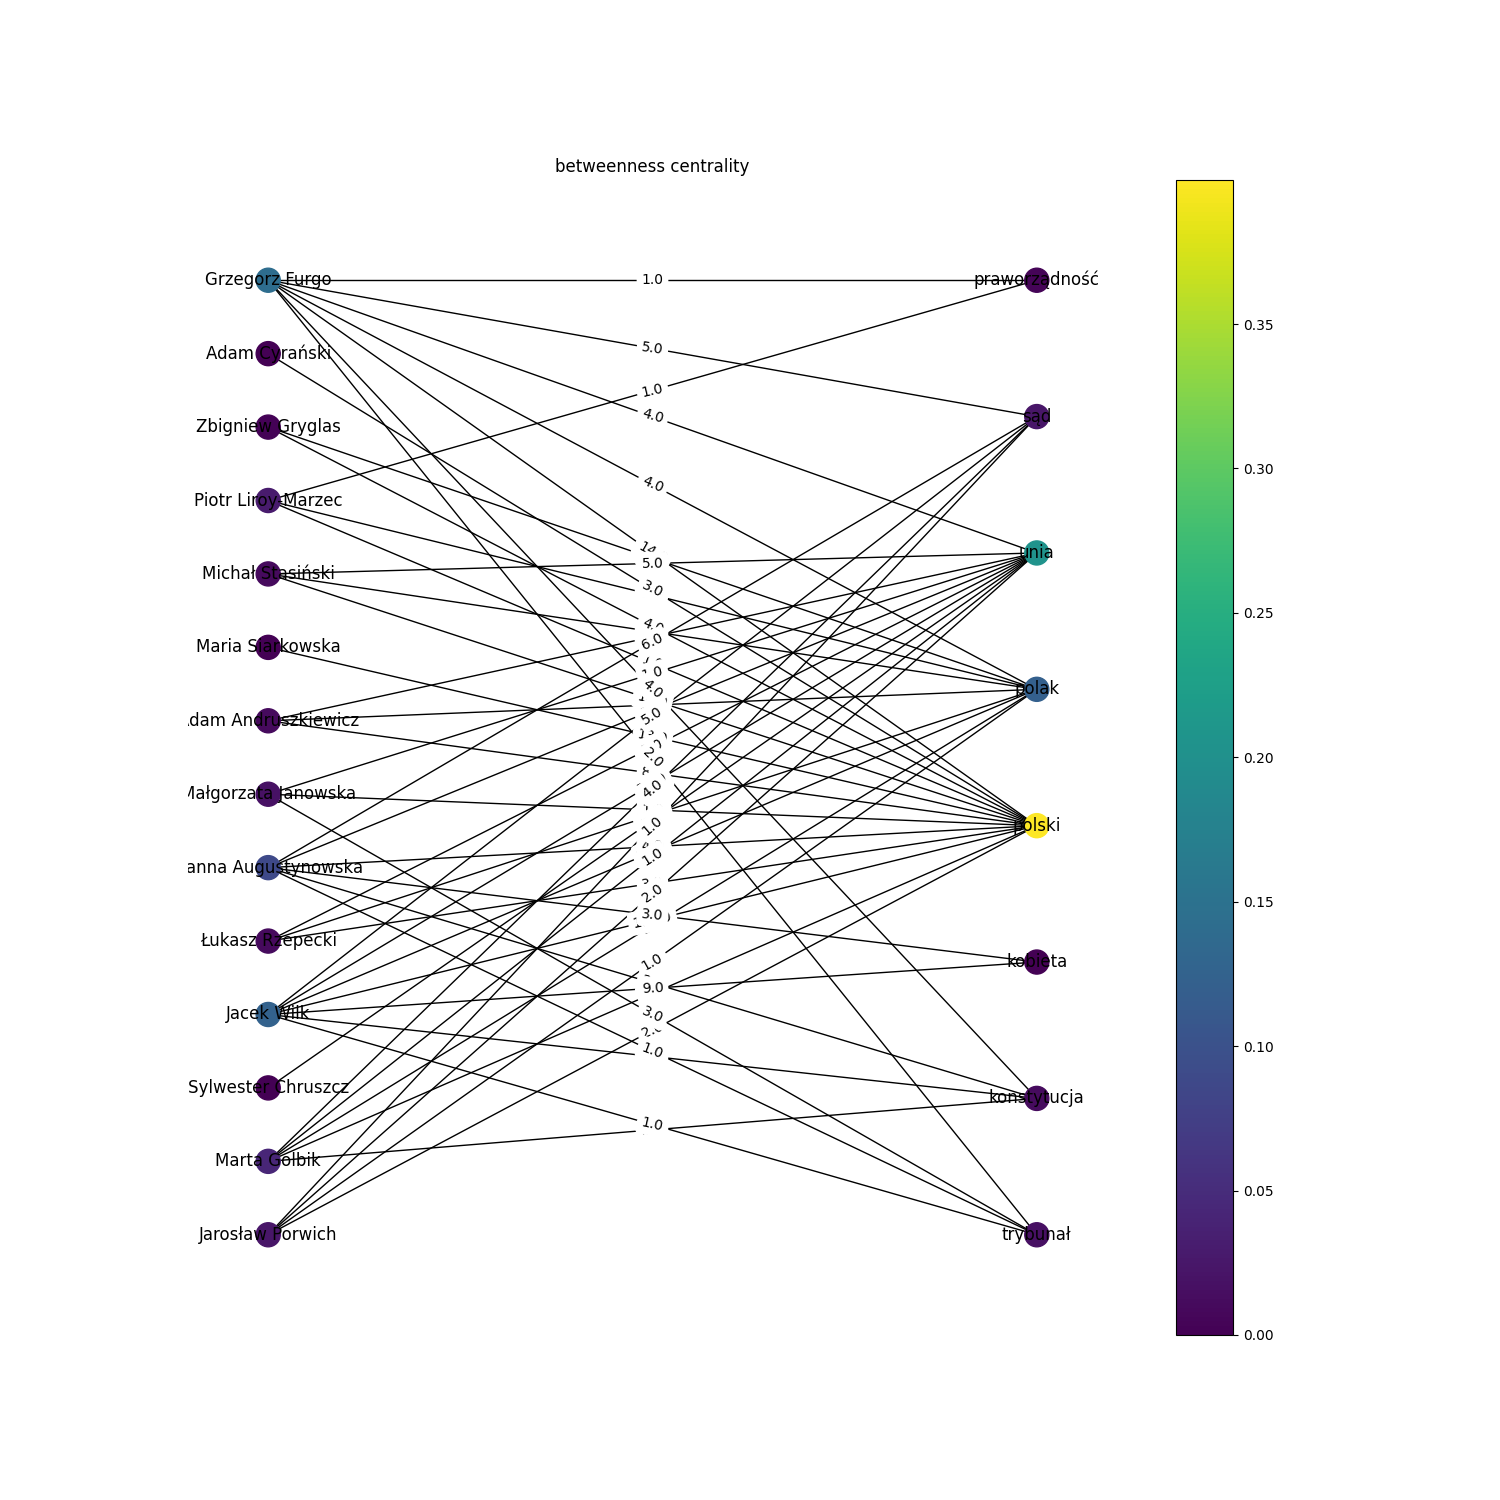 betweenness centrality
Grzegorz Furgo
praworządność
Adam Cyrański
Zbigniew Gryglas
sąd
Piotr Liroy-Marzec
Michał Stasiński
unia
Maria Siarkowska
polak
dam Andruszkiewicz
Małgorzata Janowska
polski
anna Augustynowska
Łukasz Rzepecki
kobieta
Jacek Wilk
Sylwester Chruszcz
konstytucja
Marta Golbik
Jarosław Porwich
trybunał
1.0
5.0
1.0
4.0
4.0
5.0
3.0
6.0
4.0
5.0
2.0
4.0
1.0
1.0
2.0
3.0
1.0
9.0
3.0
1.0
1.0
0.35
0.30
0.25
0.20
0.15
0.10
0.05
0.00